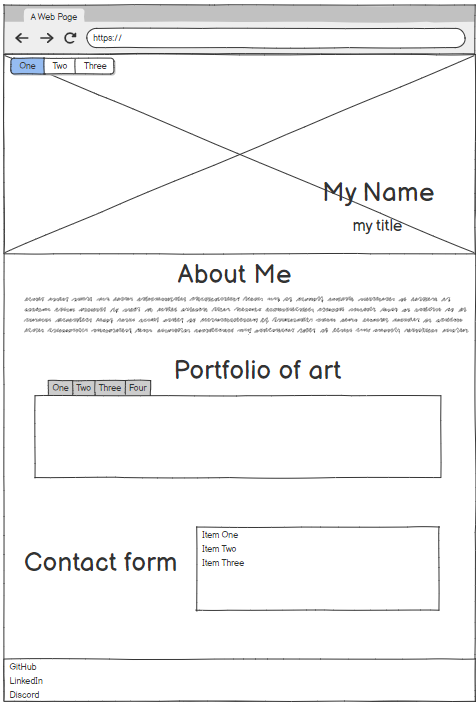 A Web Page
https://
One Two Three
My Name
my title
About Me
Portfolio of art
One Two Three Four
Item One
Item Two
Contact form
Item Three
GitHub
LinkedIn
Discord